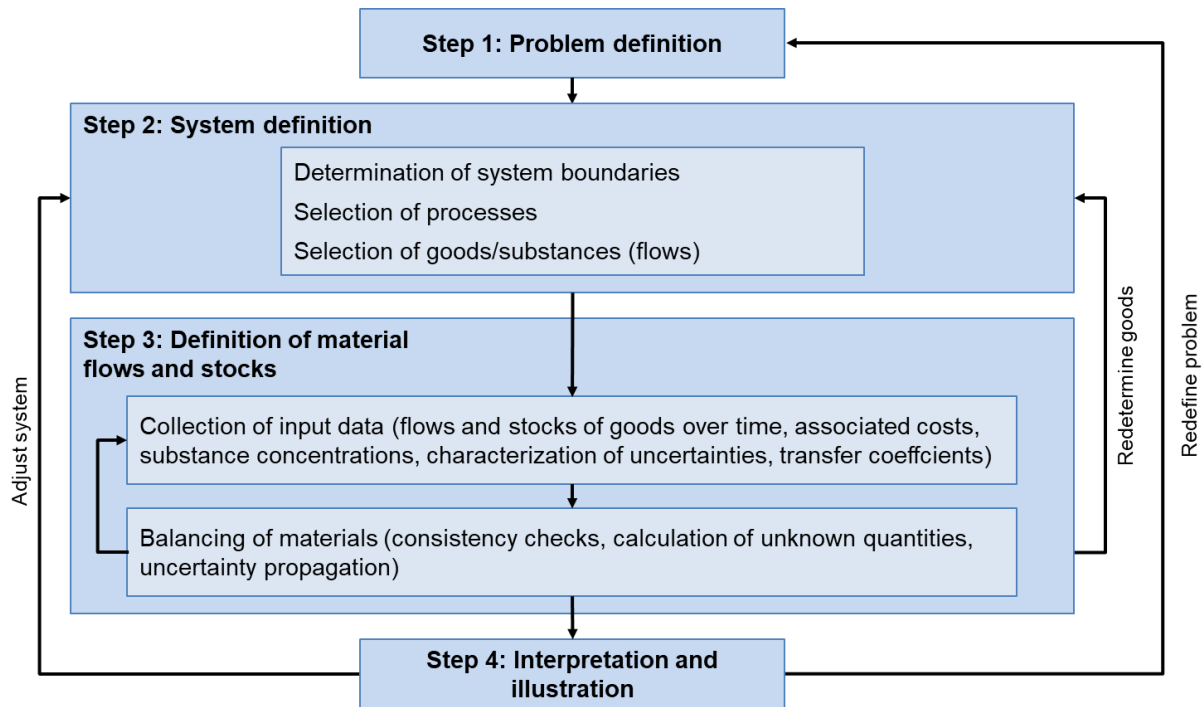 Step 1: Problem definition
Step 2: System definition
Determination of system boundaries
Selection of processes
Selection of goods/substances (flows)
Step 3: Definition of material
flows and stocks
Collection of input data (flows and stocks of goods over time, associated costs,
substance concentrations, characterization of uncertainties, transfer coeffcients)
Balancing of materials (consistency checks, calculation of unknown quantities,
uncertainty propagation)
Step 4: Interpretation and
illustration
Adjust system
Redetermine goods
Redefine problem